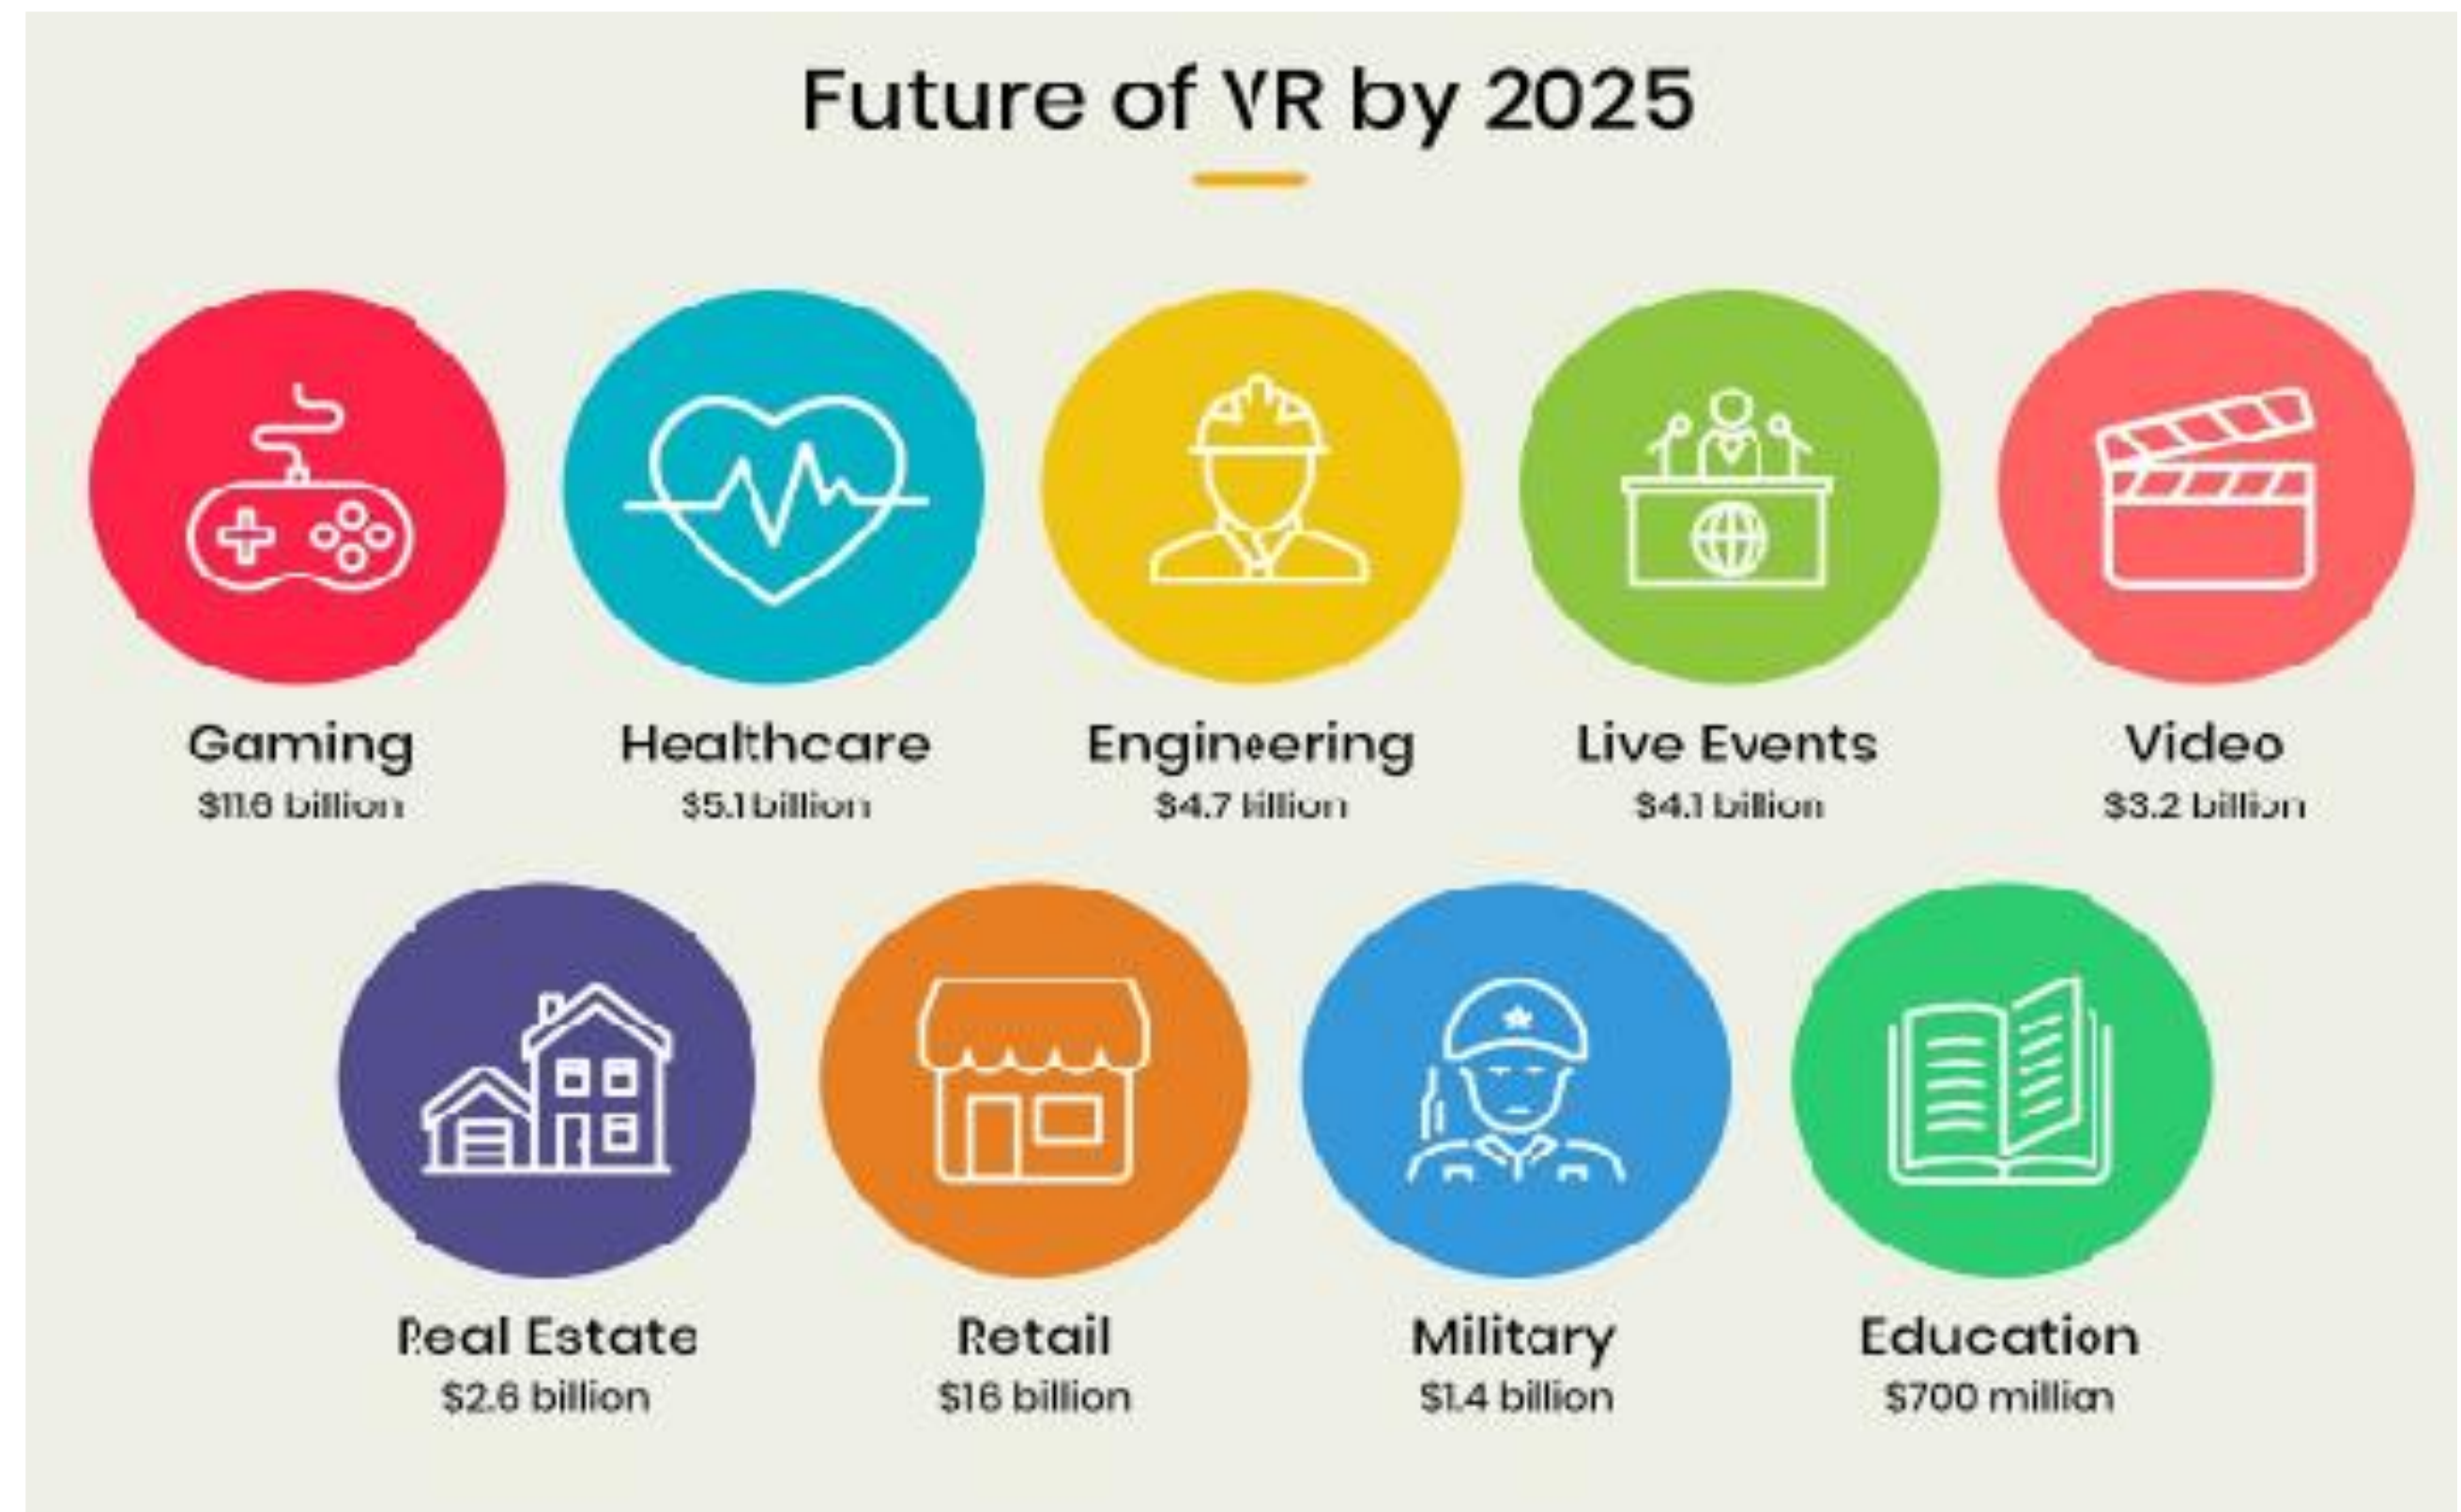 Future of VR by 2025
Gaming
$11.6 billion
Healthcare
$5.1 billion
Engineering
$4.7 billion
Live Events
$4.1 billion
Video
$3.2 billion
Real Estate
$2.6 billion
Retail
$16 billion
Military
$1.4 billion
Education
$700 million